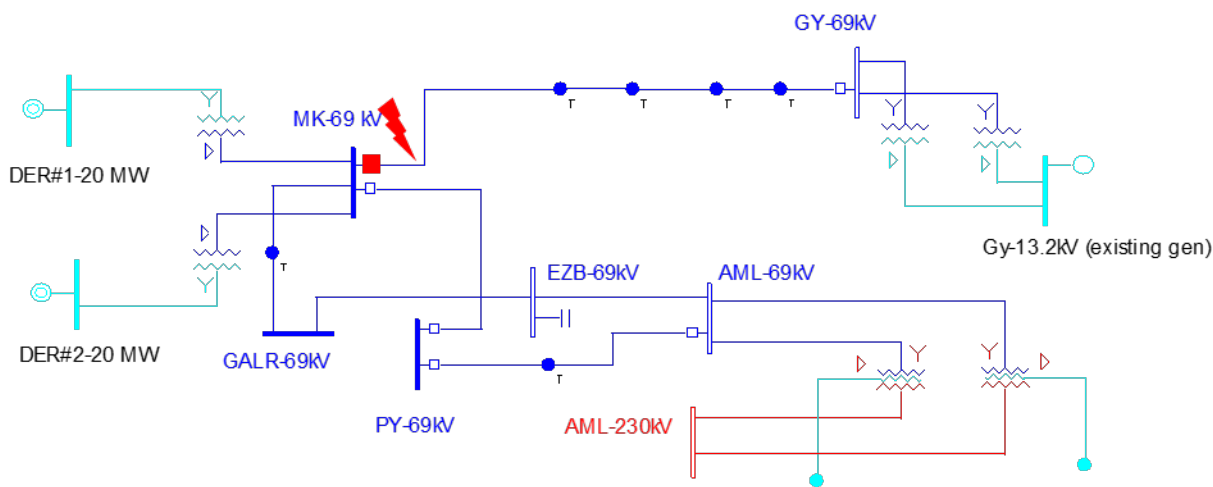 GY-69kV
MK-69 kV
T
T
T
T
Y
D
Y
Y
D
D
DER#1-20 MW
D
Y
T
Gy-13.2kV (existing gen)
EZB-69kV
AML-69kV
DER#2-20 MW
GALR-69kV
T
D
Y
Y
D
PY-69kV
AML-230kV